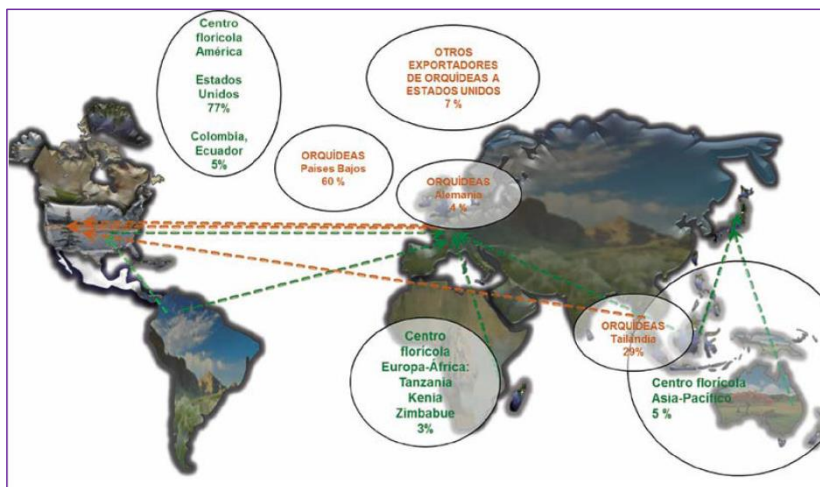 Centro
florícola
América
Estados
Unidos
77%
Colombia,
Ecuador
5%
OTROS
EXPORTADORES
DE ORQUÍDEAS A
ESTADOS UNIDOS
7 %
ORQUÍDEAS
Países Bajos
60 %
ORQUÍDEAS
Alemania
4 %
Centro
florícola
Europa-África:
Tanzania
Kenia
Zimbabue
3%
ORQUÍDEAS
Tailandia
29%
Centro florícola
Asia-Pacífico
5 %